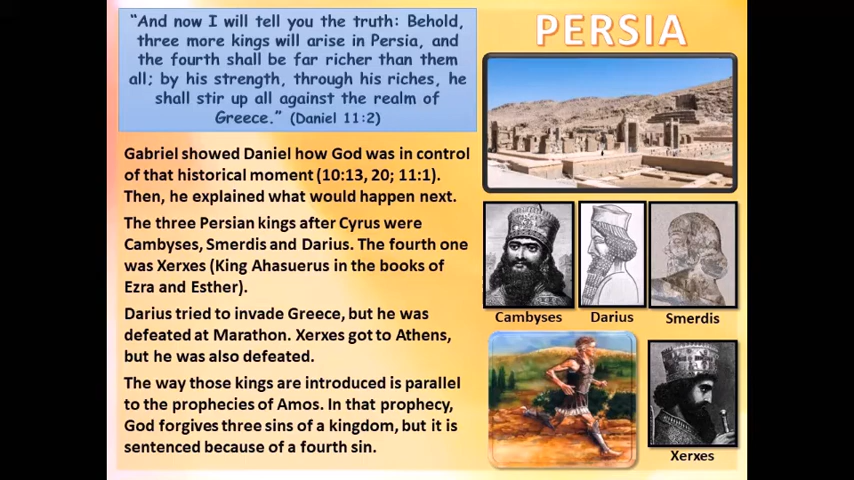 “And now I will tell you the truth: Behold,
three more kings will arise in Persia, and
the fourth shall be far richer than them
all; by his strength, through his riches, he
shall stir up all against the realm of
Greece.” (Daniel 11:2)
Gabriel showed Daniel how God was in control
of that historical moment (10:13, 20; 11:1).
Then, he explained what would happen next.
The three Persian kings after Cyrus were
Cambyses, Smerdis and Darius. The fourth one
was Xerxes (King Ahasuerus in the books of
Ezra and Esther).
Darius tried to invade Greece, but he was
defeated at Marathon. Xerxes got to Athens,
but he was also defeated.
The way those kings are introduced is parallel
to the prophecies of Amos. In that prophecy,
God forgives three sins of a kingdom, but it is
sentenced because of a fourth sin.
PERSIA
Cambyses
Darius
Smerdis
Xerxes